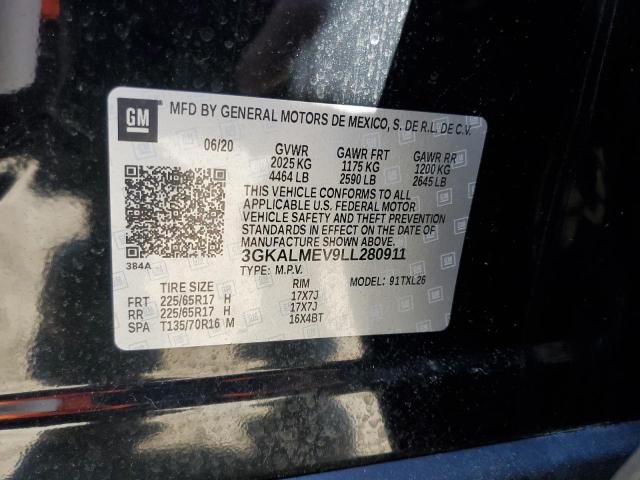 GM
MFD BY GENERAL MOTORS DE MEXICO, S. DE R.L. DE C.V.
06/20 GVWR GAWR FRT GAWR RR
2025 KG 1175 KG 1200 KG
4464 LB 2590 LB 2645 LB
THIS VEHICLE CONFORMS TO ALL
APPLICABLE U.S. FEDERAL MOTOR
VEHICLE SAFETY AND THEFT PREVENTION
STANDARDS IN EFFECT ON THE DATE OF
MANUFACTURE SHOWN ABOVE.
384A 3GKALMEV9LL280911
TYPE: M.P.V. 91TXL26
TIRE SIZE RIM
FRT 225/65R17 H 17X7J
RR 225/65R17 H 17X7J
SPA T135/70R16 M 16X4BT